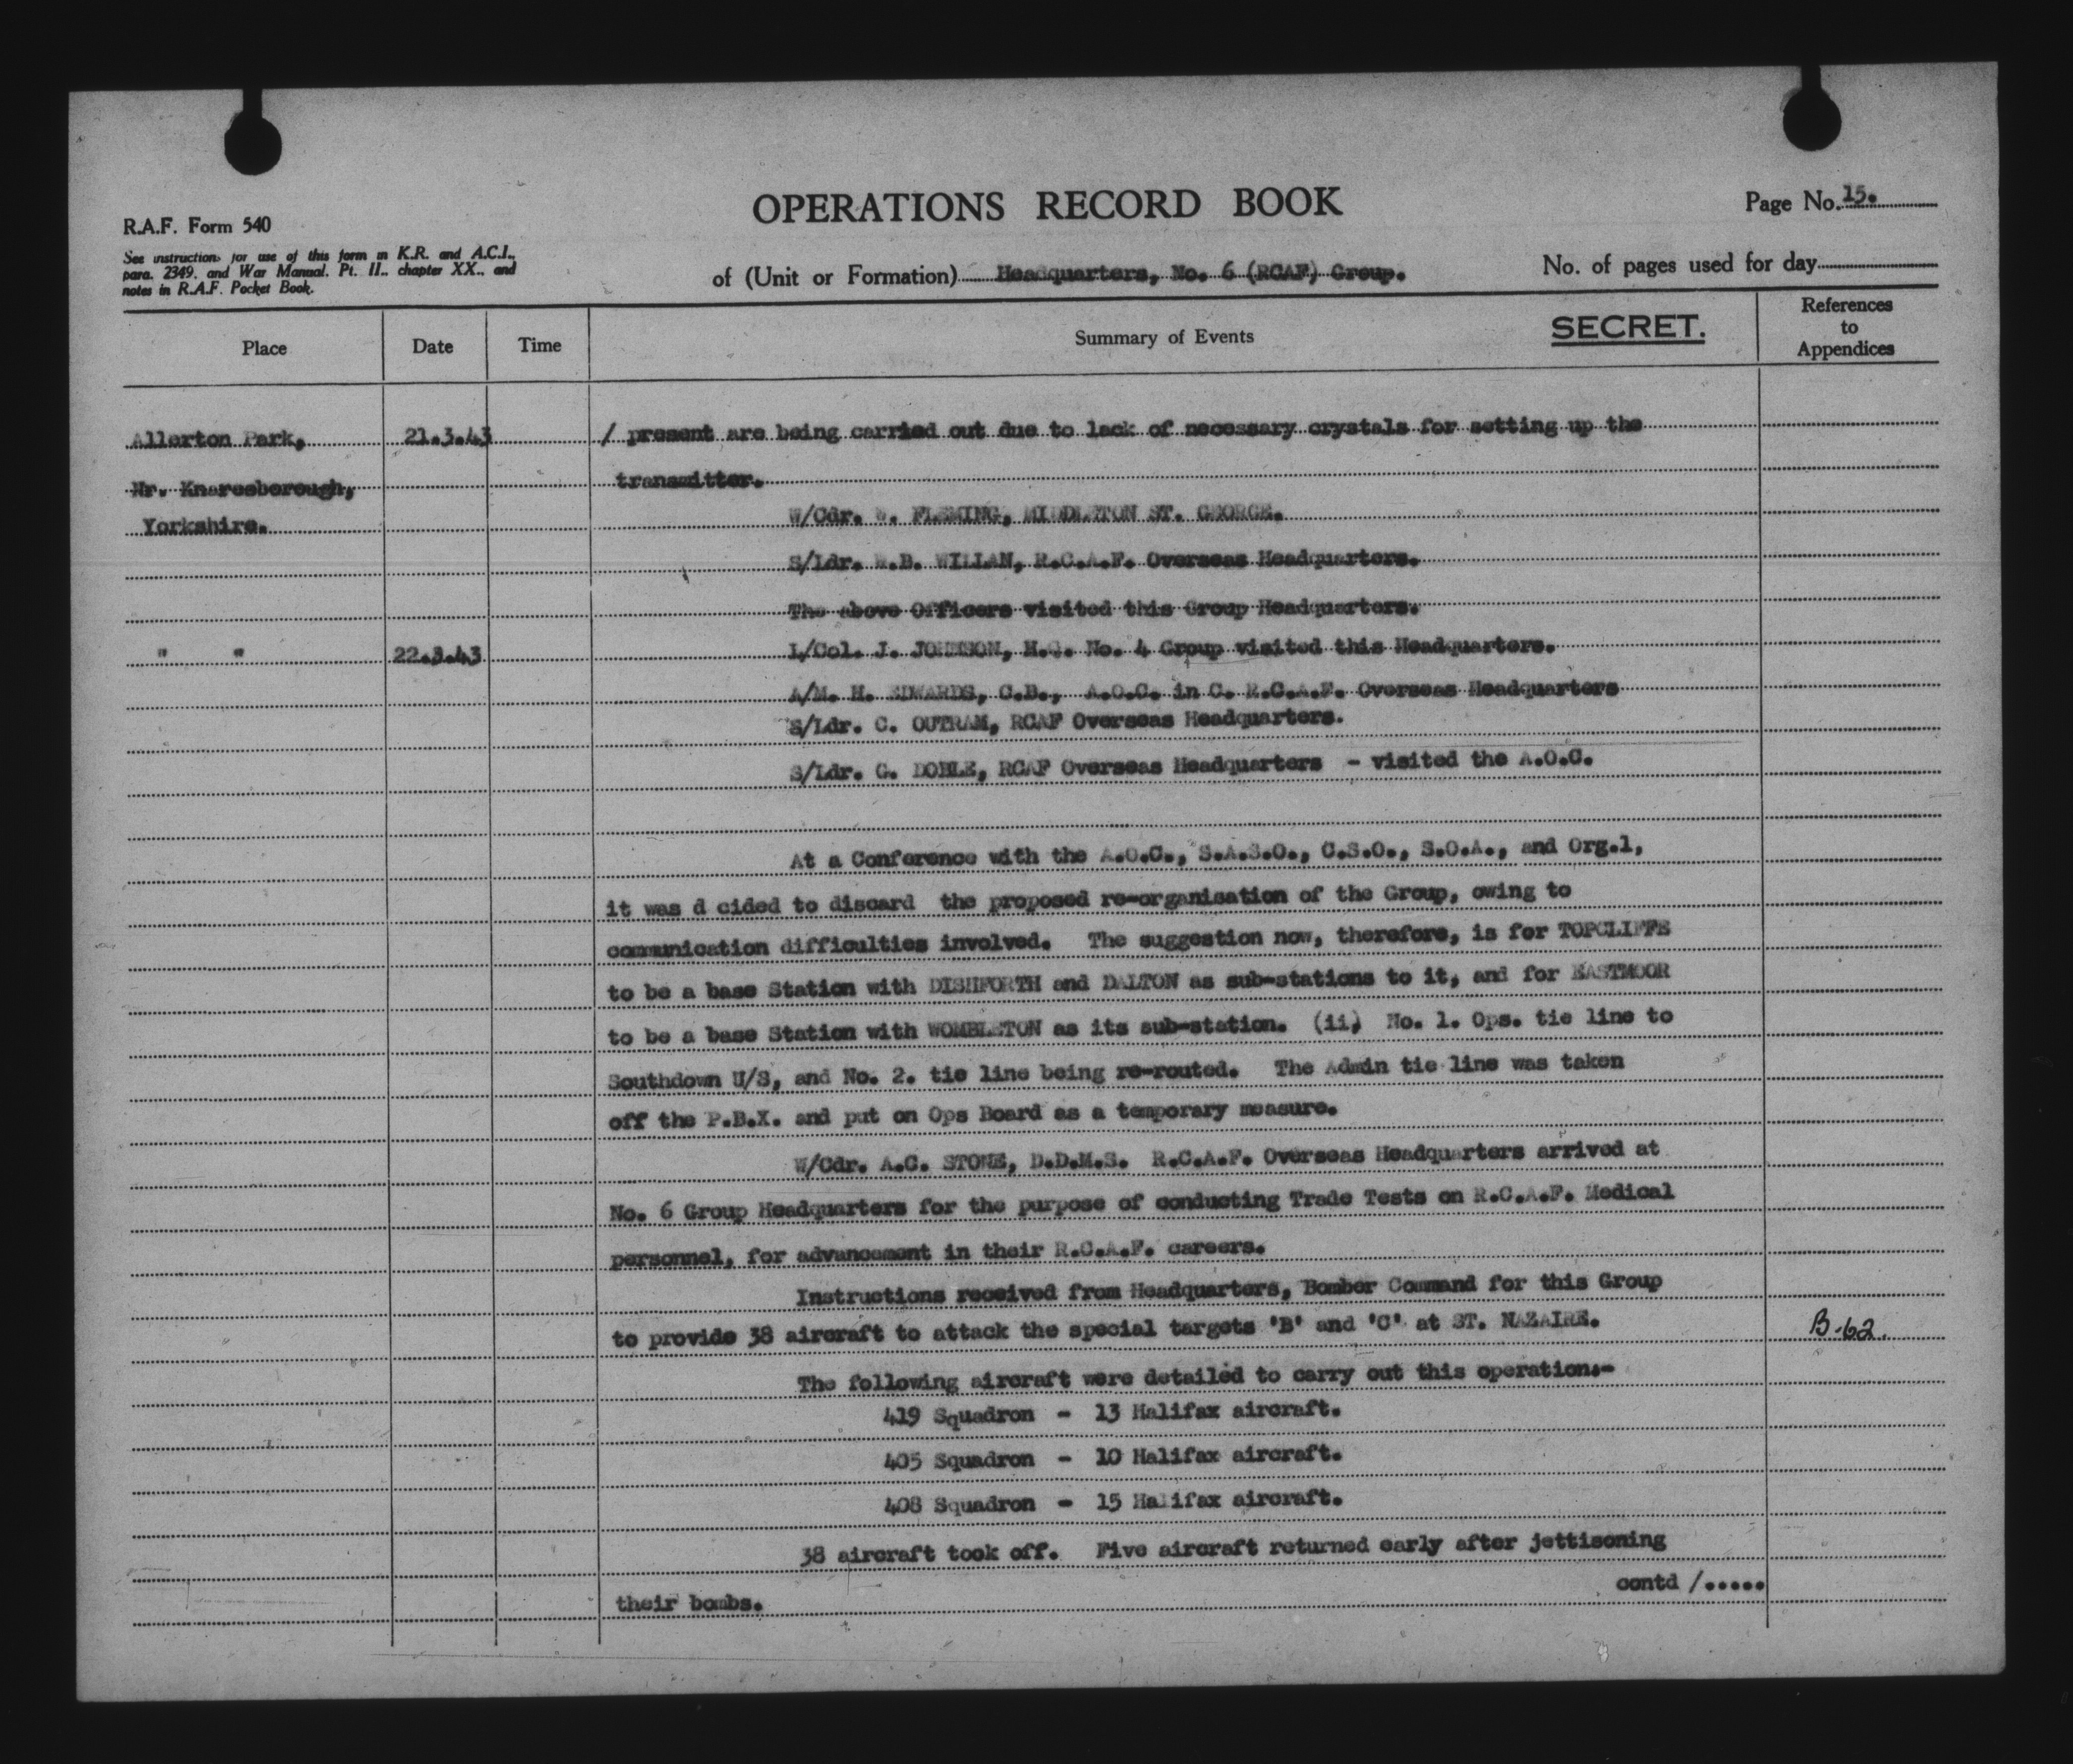 OPERATIONS RECORD BOOK
Page No. 15.
R.A.F. Form 540
See instructions for use of this form in K.R. and A.C.I.,
para. 2349, and War Manual, Pt. II., chapter XX., and
notes in R.A.F. Pocket Book.
of (Unit or Formation) Headquarters, No. 6 (RCAF) Group.
No. of pages used for day
Place Date Time Summary of Events SECRET. References to Appendices
Allerton Park, 21.3.43 / present are being carried out due to lack of necessary crystals for setting up the
Nr. Knaresborough, transmitter.
Yorkshire. W/Cdr. W. FLEMING, MIDDLETON ST. GEORGE.
S/Ldr. W.B. WILLAN, R.C.A.F. Overseas Headquarters.
The above Officers visited this Group Headquarters.
" " 22.3.43 L/Col. J. JOHNSON, H.Q. No. 4 Group visited this Headquarters.
A/M. H. EDWARDS, C.B., A.O.C. in C. R.C.A.F. Overseas Headquarters
S/Ldr. C. OUTRAM, RCAF Overseas Headquarters.
S/Ldr. G. DOBLE, RCAF Overseas Headquarters - visited the A.O.C.
At a Conference with the A.O.C., S.A.S.O., C.S.O., S.O.A., and Org.1,
it was d cided to discard the proposed re-organisation of the Group, owing to
communication difficulties involved. The suggestion now, therefore, is for TOPCLIFFE
to be a base Station with DISHFORTH and DALTON as sub-stations to it, and for EASTMOOR
to be a base Station with WOMBLETON as its sub-station. (ii) No. 1. Ops. tie line to
Southdown U/S, and No. 2. tie line being re-routed. The Admin tie line was taken
off the P.B.X. and put on Ops Board as a temporary measure.
W/Cdr. A.C. STONE, D.D.M.S. R.C.A.F. Overseas Headquarters arrived at
No. 6 Group Headquarters for the purpose of conducting Trade Tests on R.C.A.F. Medical
personnel, for advancement in their R.C.A.F. careers.
Instructions received from Headquarters, Bomber Command for this Group
to provide 38 aircraft to attack the special targets 'B' and 'C' at ST. NAZAIRE. B.62.
The following aircraft were detailed to carry out this operation:-
419 Squadron - 13 Halifax aircraft.
405 Squadron - 10 Halifax aircraft.
408 Squadron - 15 Halifax aircraft.
38 aircraft took off. Five aircraft returned early after jettisoning
contd /.....
their bombs.